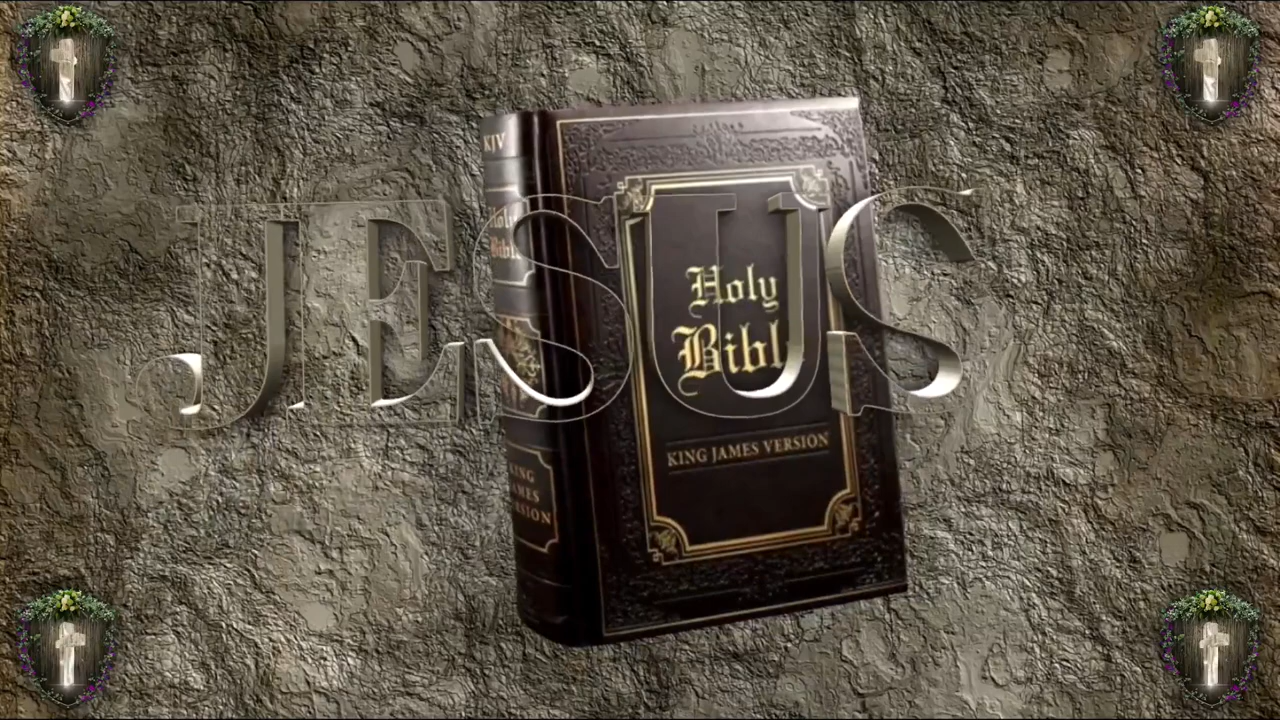 JESUS
KJV
Holy
Bible
KING
JAMES
VERSION
Holy
Bible
KING JAMES VERSION